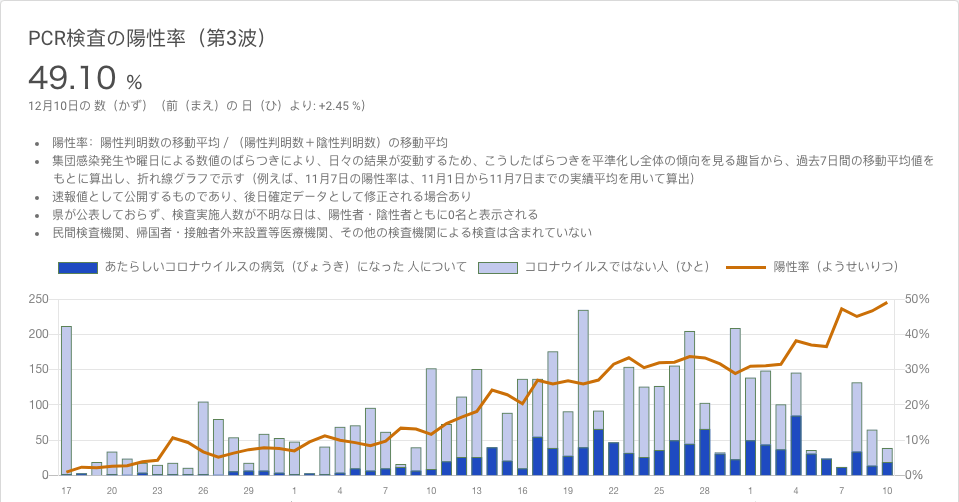 PCR検査の陽性率（第3波）
49.10 %
12月10日の 数（かず）（前（まえ）の 日（ひ）より: +2.45 %）
• 陽性率：陽性判明数の移動平均 / （陽性判明数＋陰性判明数）の移動平均
• 集団感染発生や曜日による数値のばらつきにより、日々の結果が変動するため、こうしたばらつきを平準化し全体の傾向を見る趣旨から、過去7日間の移動平均値を
もとに算出し、折れ線グラフで示す（例えば、11月7日の陽性率は、11月1日から11月7日までの実績平均を用いて算出）
• 速報値として公開するものであり、後日確定データとして修正される場合あり
• 県が公表しておらず、検査実施人数が不明な日は、陽性者・陰性者ともに0名と表示される
• 民間検査機関、帰国者・接触者外来設置等医療機関、その他の検査機関による検査は含まれていない
あたらしいコロナウイルスの病気（びょうき）になった 人について コロナウイルスではない人（ひと） 陽性率（ようせいりつ）
250 50%
200 40%
150 30%
100 20%
50 10%
0 0%
17 20 23 26 29 1 4 7 10 13 16 19 22 25 28 1 4 7 10